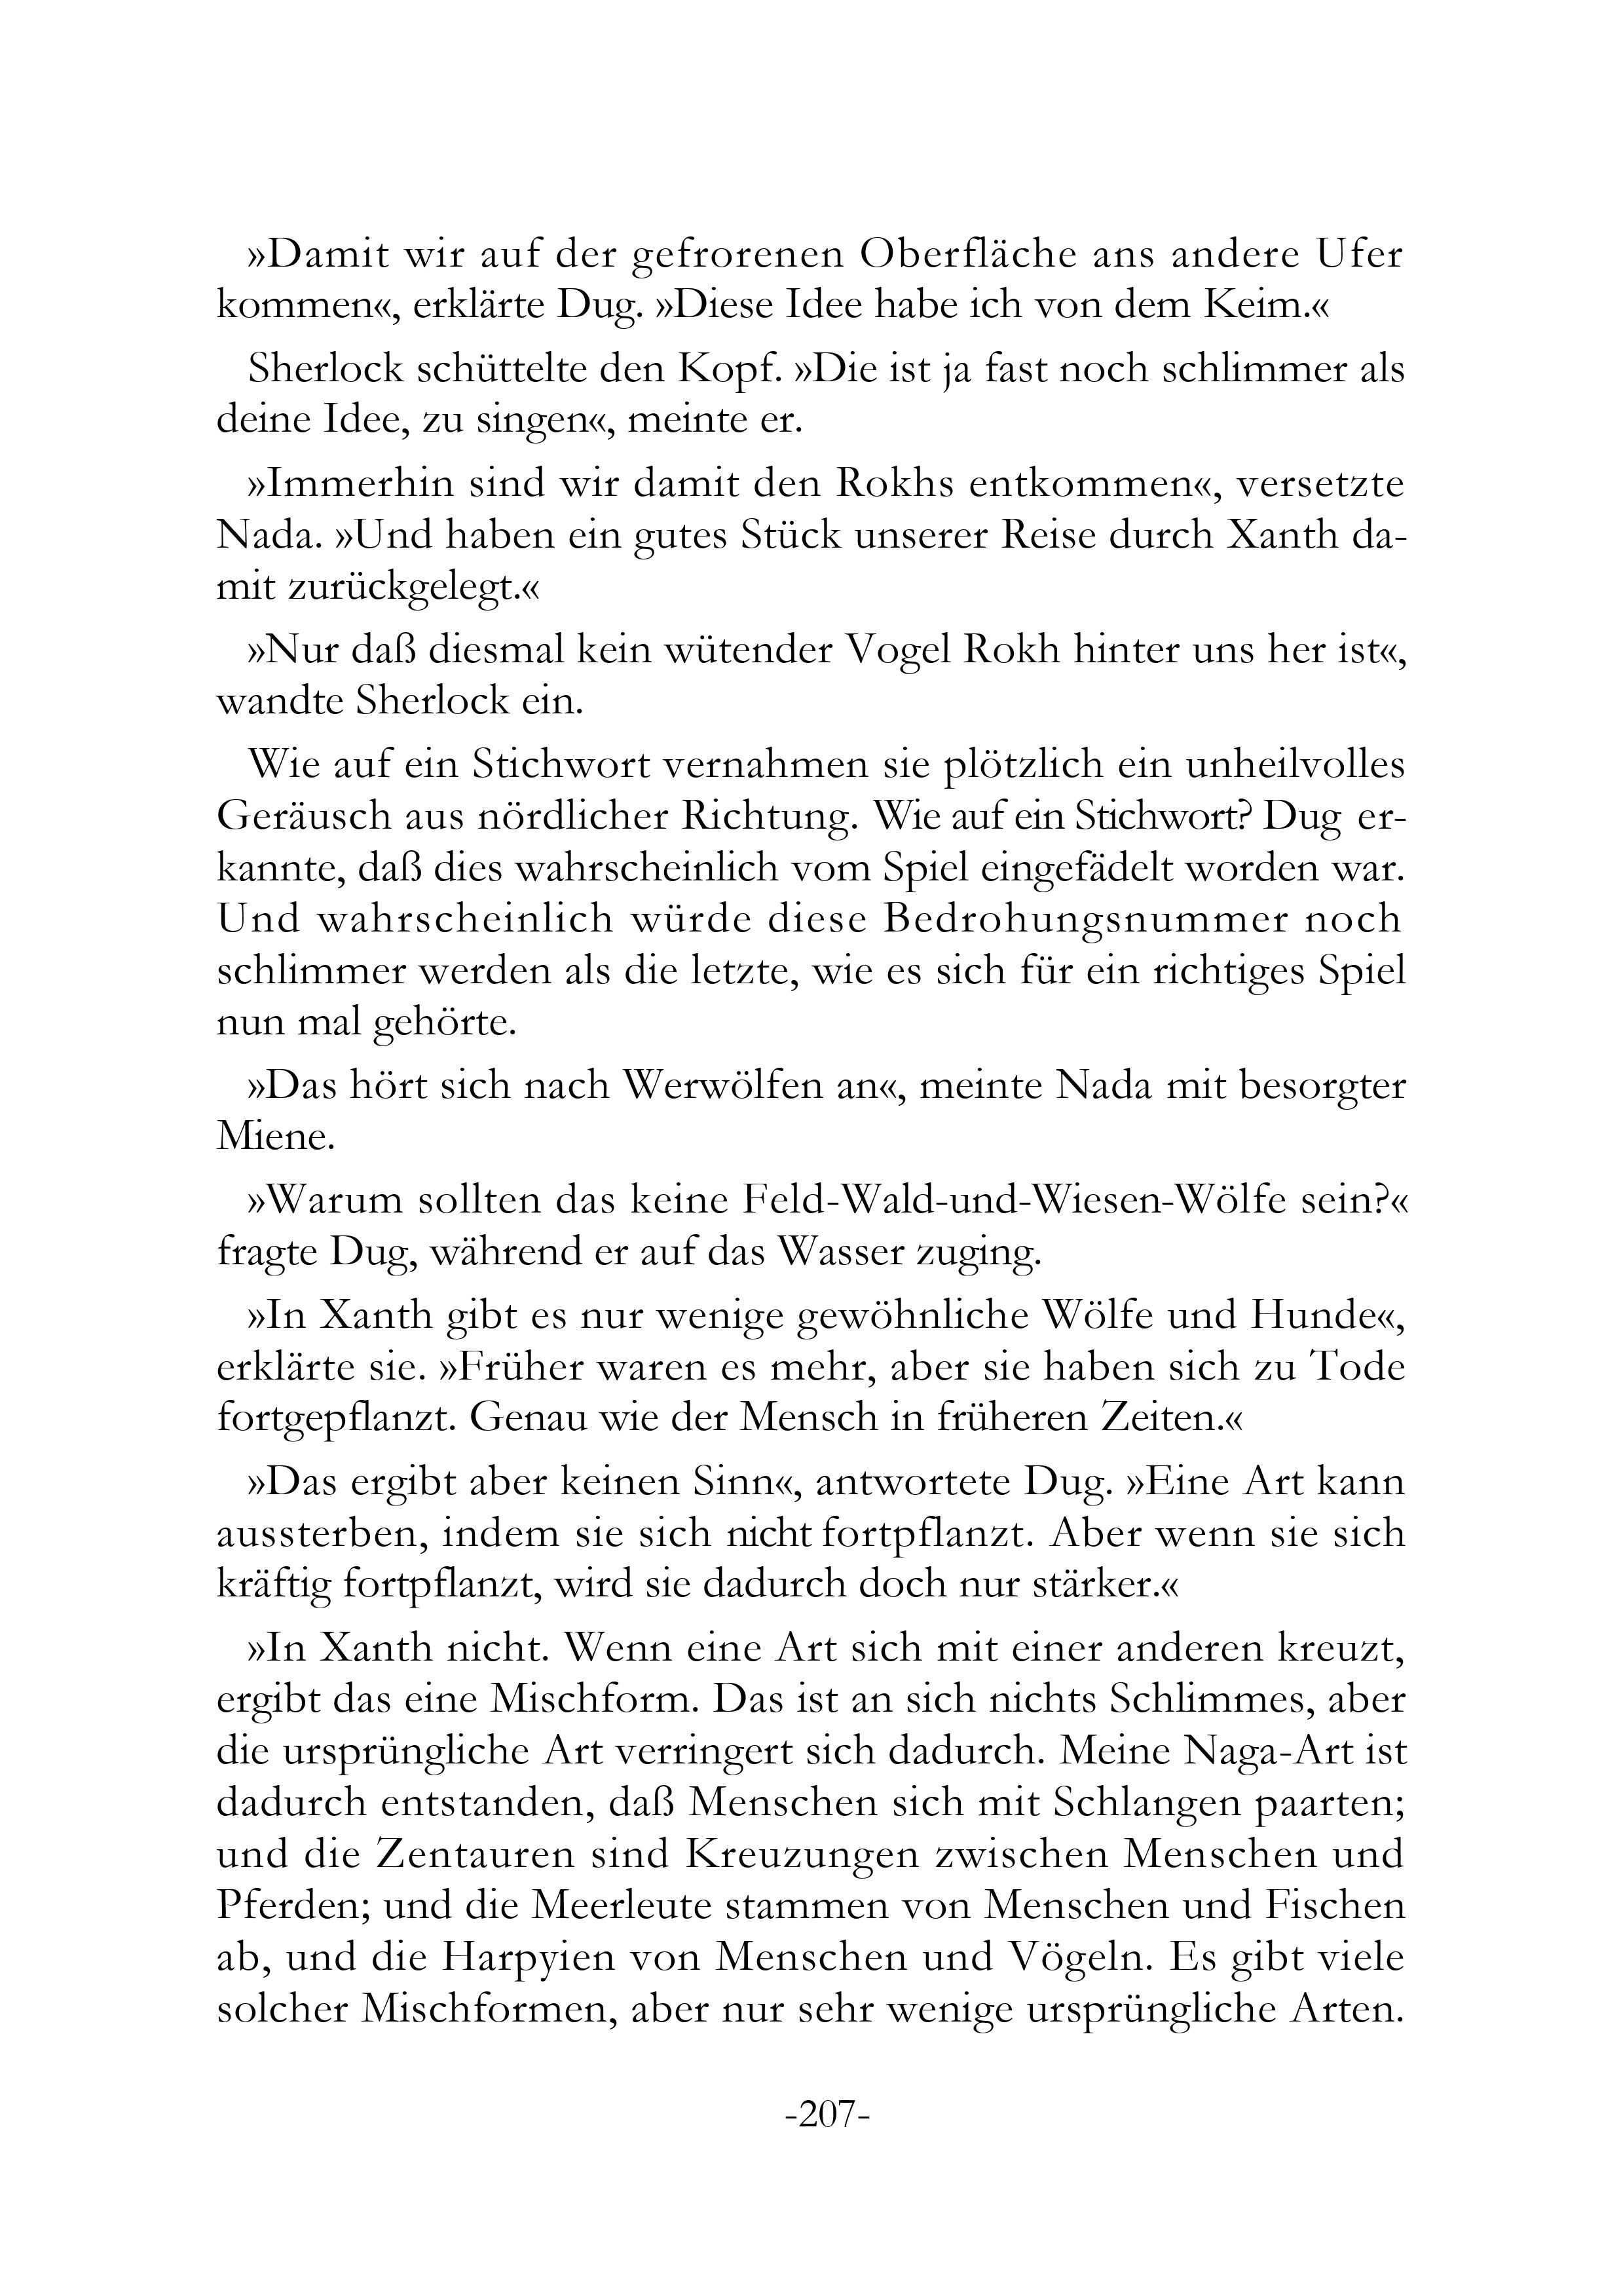 »Damit wir auf der gefrorenen Oberfläche ans andere Ufer
kommen«, erklärte Dug. »Diese Idee habe ich von dem Keim.«
Sherlock schüttelte den Kopf. »Die ist ja fast noch schlimmer als
deine Idee, zu singen«, meinte er.
»Immerhin sind wir damit den Rokhs entkommen«, versetzte
Nada. »Und haben ein gutes Stück unserer Reise durch Xanth da-
mit zurückgelegt.«
»Nur daß diesmal kein wütender Vogel Rokh hinter uns her ist«,
wandte Sherlock ein.
Wie auf ein Stichwort vernahmen sie plötzlich ein unheilvolles
Geräusch aus nördlicher Richtung. Wie auf ein Stichwort? Dug er-
kannte, daß dies wahrscheinlich vom Spiel eingefädelt worden war.
Und wahrscheinlich würde diese Bedrohungsnummer noch
schlimmer werden als die letzte, wie es sich für ein richtiges Spiel
nun mal gehörte.
»Das hört sich nach Werwölfen an«, meinte Nada mit besorgter
Miene.
»Warum sollten das keine Feld-Wald-und-Wiesen-Wölfe sein?«
fragte Dug, während er auf das Wasser zuging.
»In Xanth gibt es nur wenige gewöhnliche Wölfe und Hunde«,
erklärte sie. »Früher waren es mehr, aber sie haben sich zu Tode
fortgepflanzt. Genau wie der Mensch in früheren Zeiten.«
»Das ergibt aber keinen Sinn«, antwortete Dug. »Eine Art kann
aussterben, indem sie sich nicht fortpflanzt. Aber wenn sie sich
kräftig fortpflanzt, wird sie dadurch doch nur stärker.«
»In Xanth nicht. Wenn eine Art sich mit einer anderen kreuzt,
ergibt das eine Mischform. Das ist an sich nichts Schlimmes, aber
die ursprüngliche Art verringert sich dadurch. Meine Naga-Art ist
dadurch entstanden, daß Menschen sich mit Schlangen paarten;
und die Zentauren sind Kreuzungen zwischen Menschen und
Pferden; und die Meerleute stammen von Menschen und Fischen
ab, und die Harpyien von Menschen und Vögeln. Es gibt viele
solcher Mischformen, aber nur sehr wenige ursprüngliche Arten.
-207-